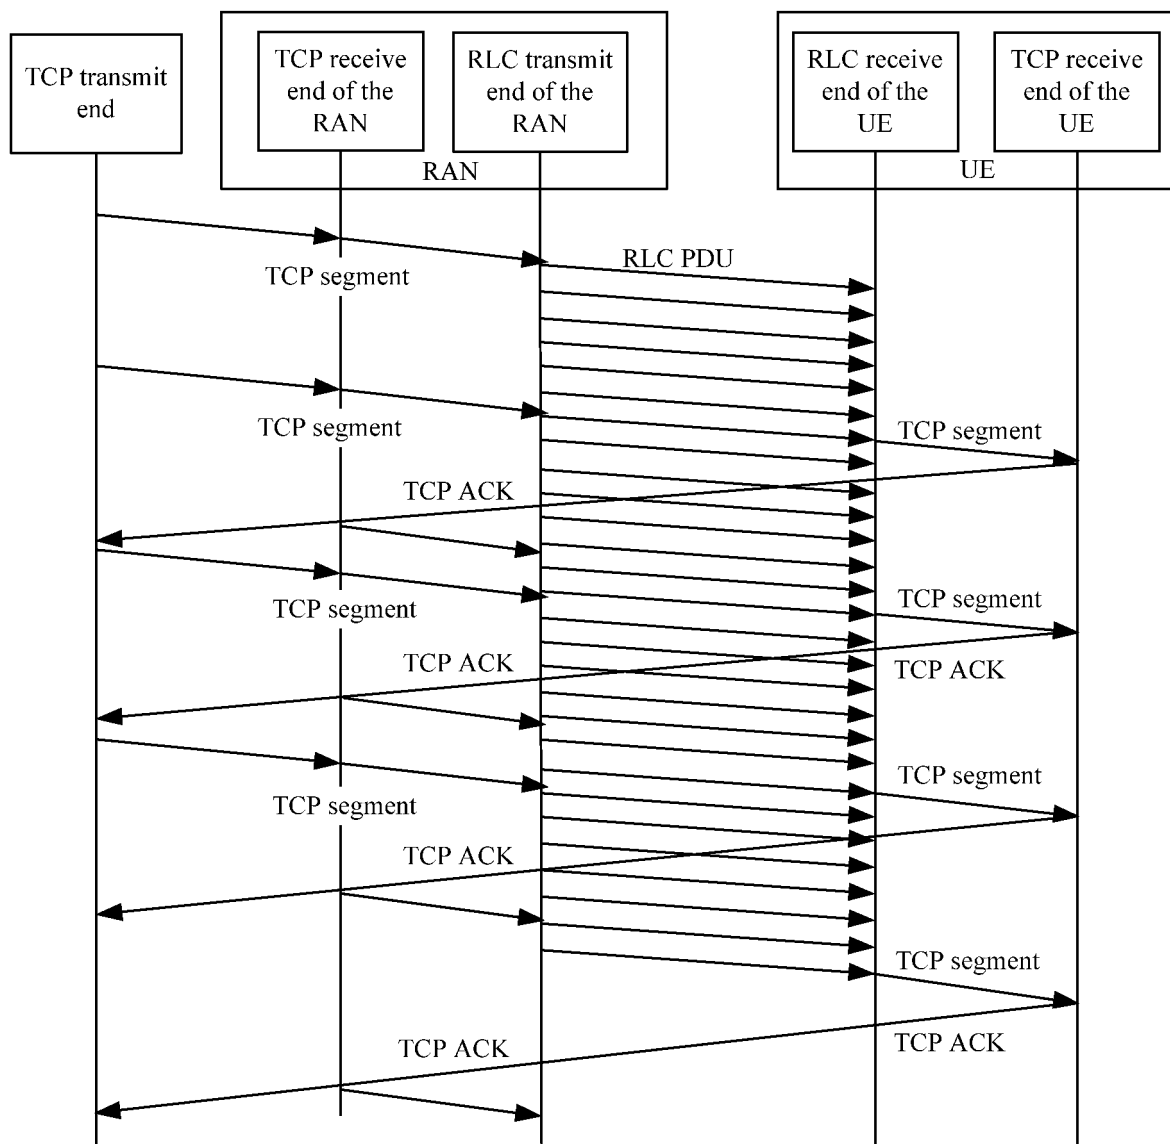 TCP transmit
end
TCP receive
end of the
RAN
RLC transmit
end of the
RAN
RAN
RLC receive
end of the
UE
TCP receive
end of the
UE
UE
RLC PDU
TCP segment
TCP segment
TCP segment
TCP ACK
TCP segment
TCP segment
TCP ACK
TCP ACK
TCP segment
TCP segment
TCP ACK
TCP segment
TCP ACK
TCP ACK